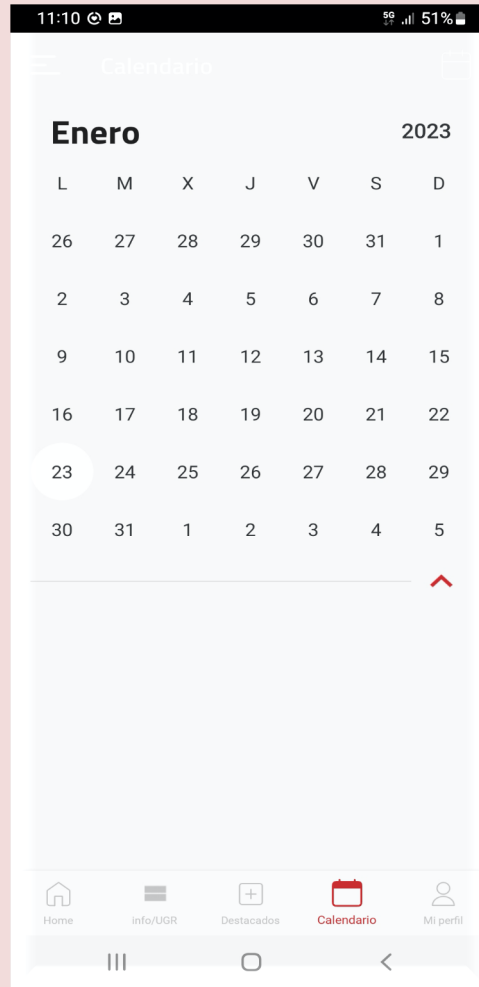 11:10 5G 51%
Calendario
Enero 2023
L M X J V S D
26 27 28 29 30 31 1
2 3 4 5 6 7 8
9 10 11 12 13 14 15
16 17 18 19 20 21 22
23 24 25 26 27 28 29
30 31 1 2 3 4 5
Home Info/UGR Destacados Calendario Mi perfil